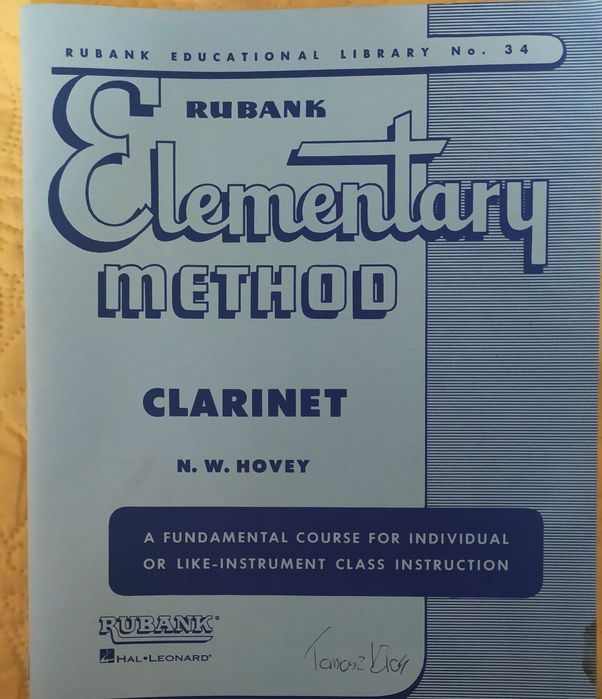 RUBANK EDUCATIONAL LIBRARY No. 34
RUBANK
Elementary
METHOD
CLARINET
N. W. HOVEY
A FUNDAMENTAL COURSE FOR INDIVIDUAL
OR LIKE-INSTRUMENT CLASS INSTRUCTION
RUBANK®
HAL•LEONARD®
Tomasz